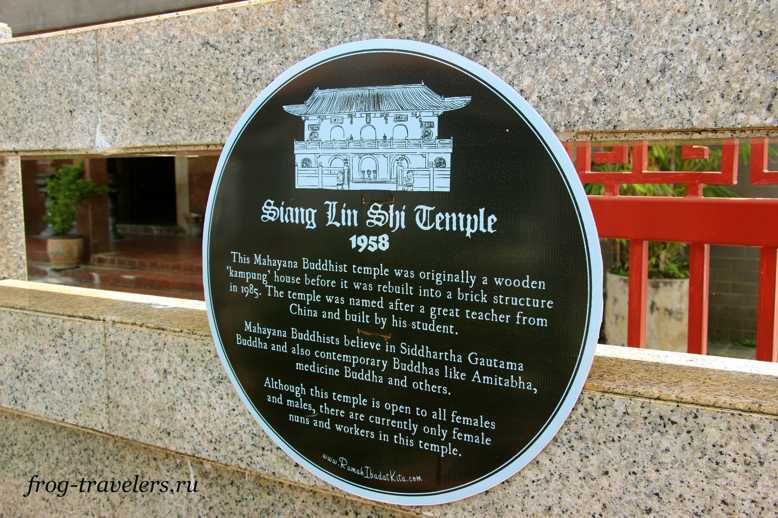 Siang Lin Shi Temple
1958
This Mahayana Buddhist temple was originally a wooden
'kampung' house before it was rebuilt into a brick structure
in 1985. The temple was named after a great teacher from
China and built by his student.
Mahayana Buddhists believe in Siddhartha Gautama
Buddha and also contemporary Buddhas like Amitabha,
medicine Buddha and others.
Although this temple is open to all females
and males, there are currently only female
nuns and workers in this temple.
www.RumahIbadatKita.com
frog-travelers.ru